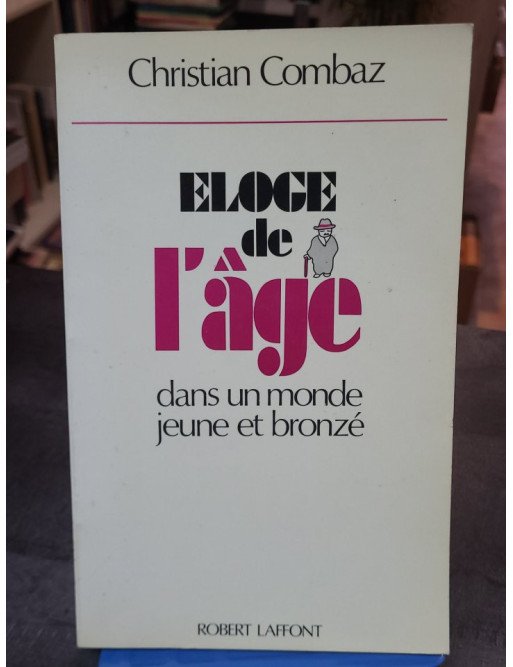 Christian Combaz
ELOGE
de
l'âge
dans un monde
jeune et bronzé
ROBERT LAFFONT